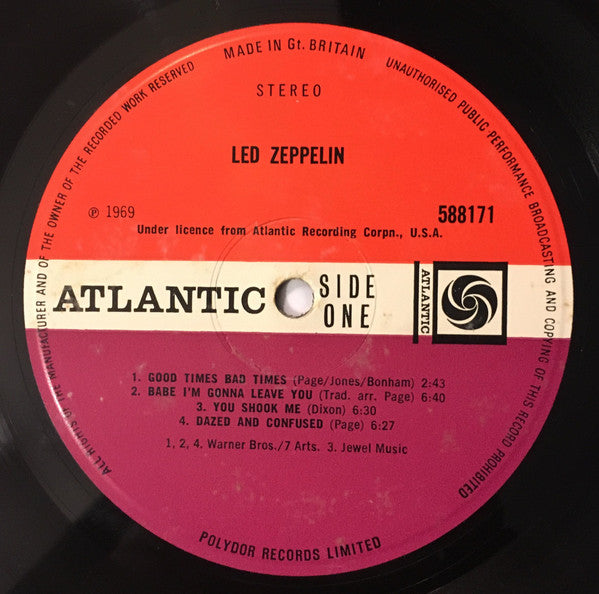 MADE IN Gt. BRITAIN
ALL RIGHTS OF THE MANUFACTURER AND OF THE OWNER OF THE RECORDED WORK RESERVED
UNAUTHORISED PUBLIC PERFORMANCE BROADCASTING AND COPYING OF THIS RECORD PROHIBITED
STEREO
LED ZEPPELIN
℗ 1969
588171
Under licence from Atlantic Recording Corpn., U.S.A.
ATLANTIC
SIDE
ONE
ATLANTIC
1. GOOD TIMES BAD TIMES (Page/Jones/Bonham) 2:43
2. BABE I'M GONNA LEAVE YOU (Trad. arr. Page) 6:40
3. YOU SHOOK ME (Dixon) 6:30
4. DAZED AND CONFUSED (Page) 6:27
1, 2, 4. Warner Bros./7 Arts. 3. Jewel Music
POLYDOR RECORDS LIMITED